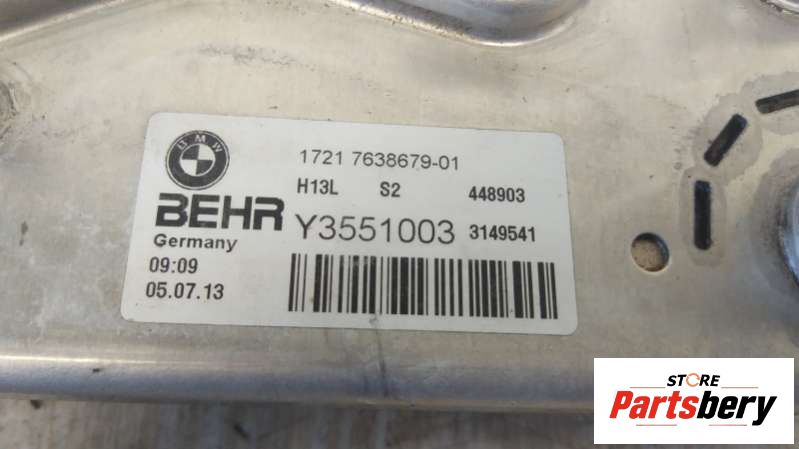 BMW
1721 7638679-01
H13L S2 448903
BEHR Y3551003 3149541
Germany
09:09
05.07.13
STORE
Partsbery